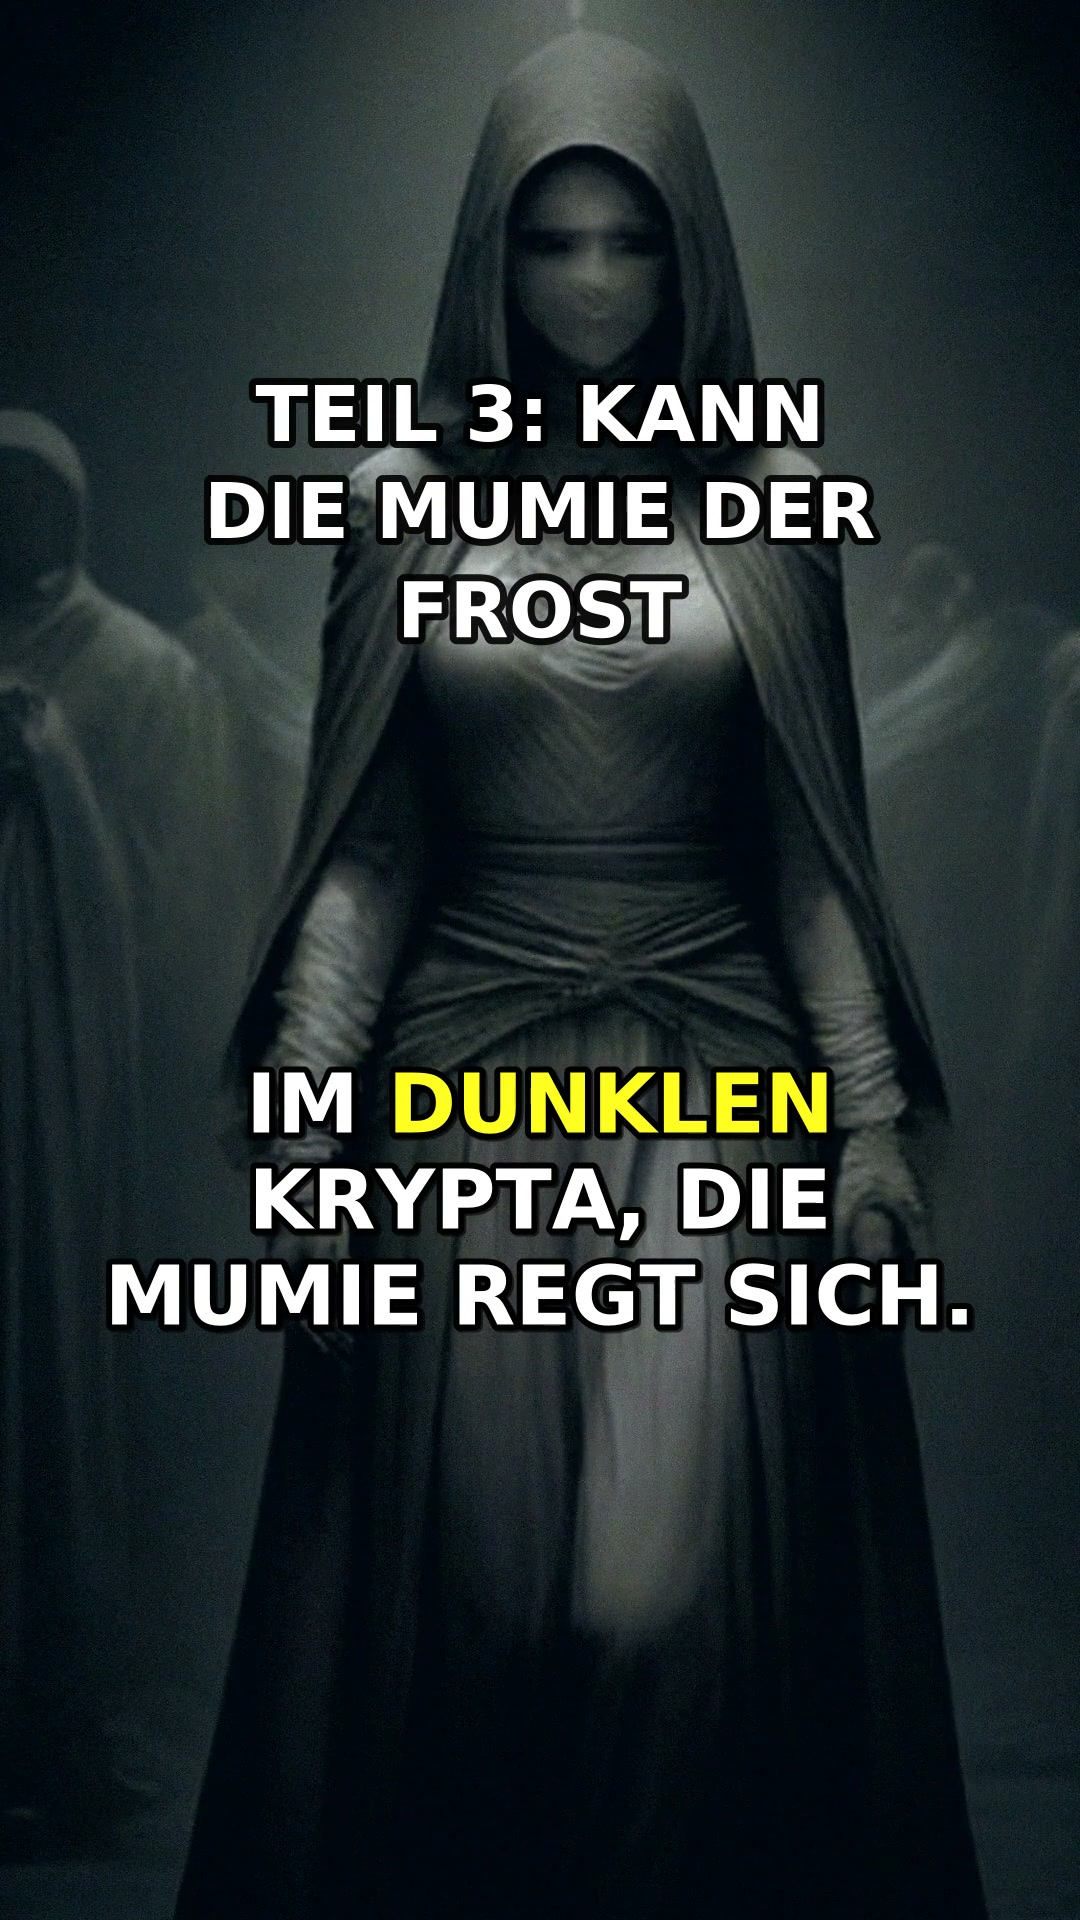 TEIL 3: KANN
DIE MUMIE DER
FROST
IM DUNKLEN
KRYPTA, DIE
MUMIE REGT SICH.